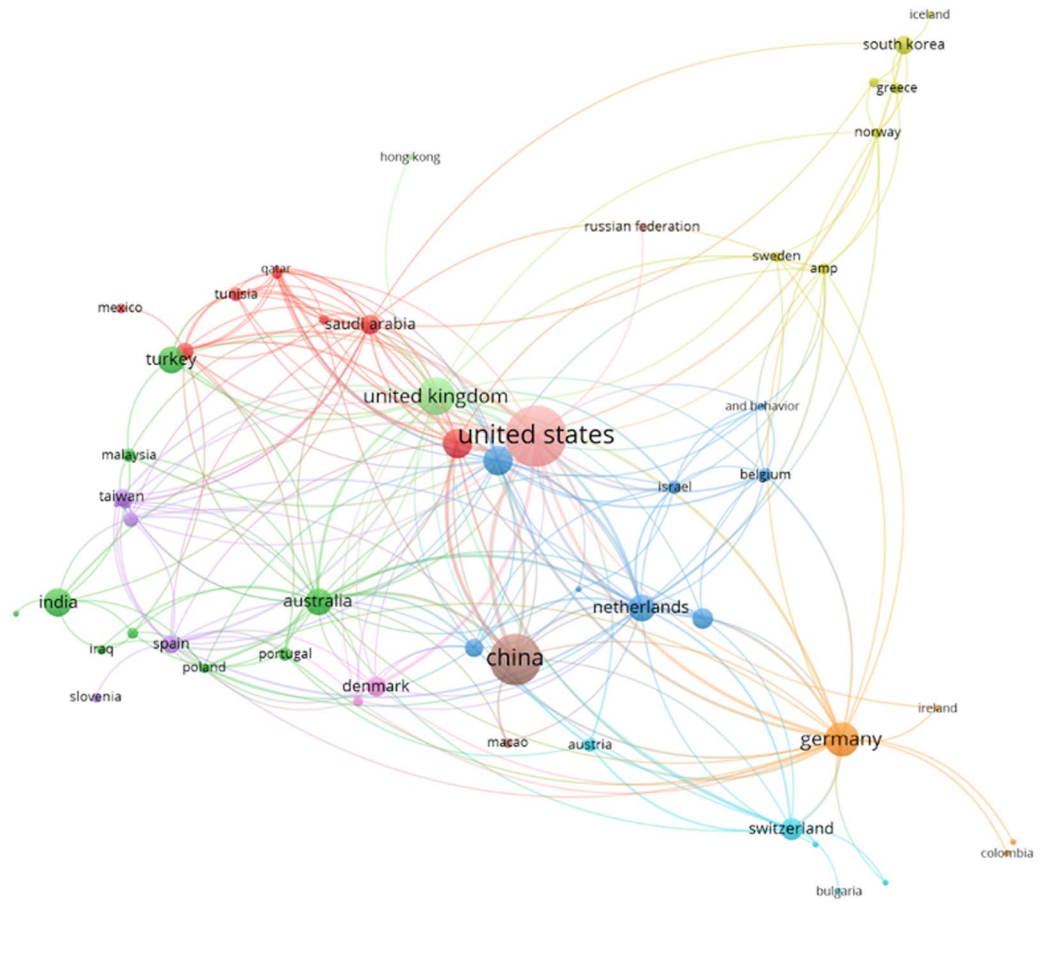 iceland
south korea
greece
norway
hong kong
russian federation
sweden
amp
qatar
tunisia
mexico
saudi arabia
turkey
united kingdom
and behavior
united states
malaysia
belgium
israel
taiwan
india
australia
netherlands
spain
iraq
portugal
china
poland
denmark
slovenia
ireland
macao
austria
germany
switzerland
colombia
bulgaria